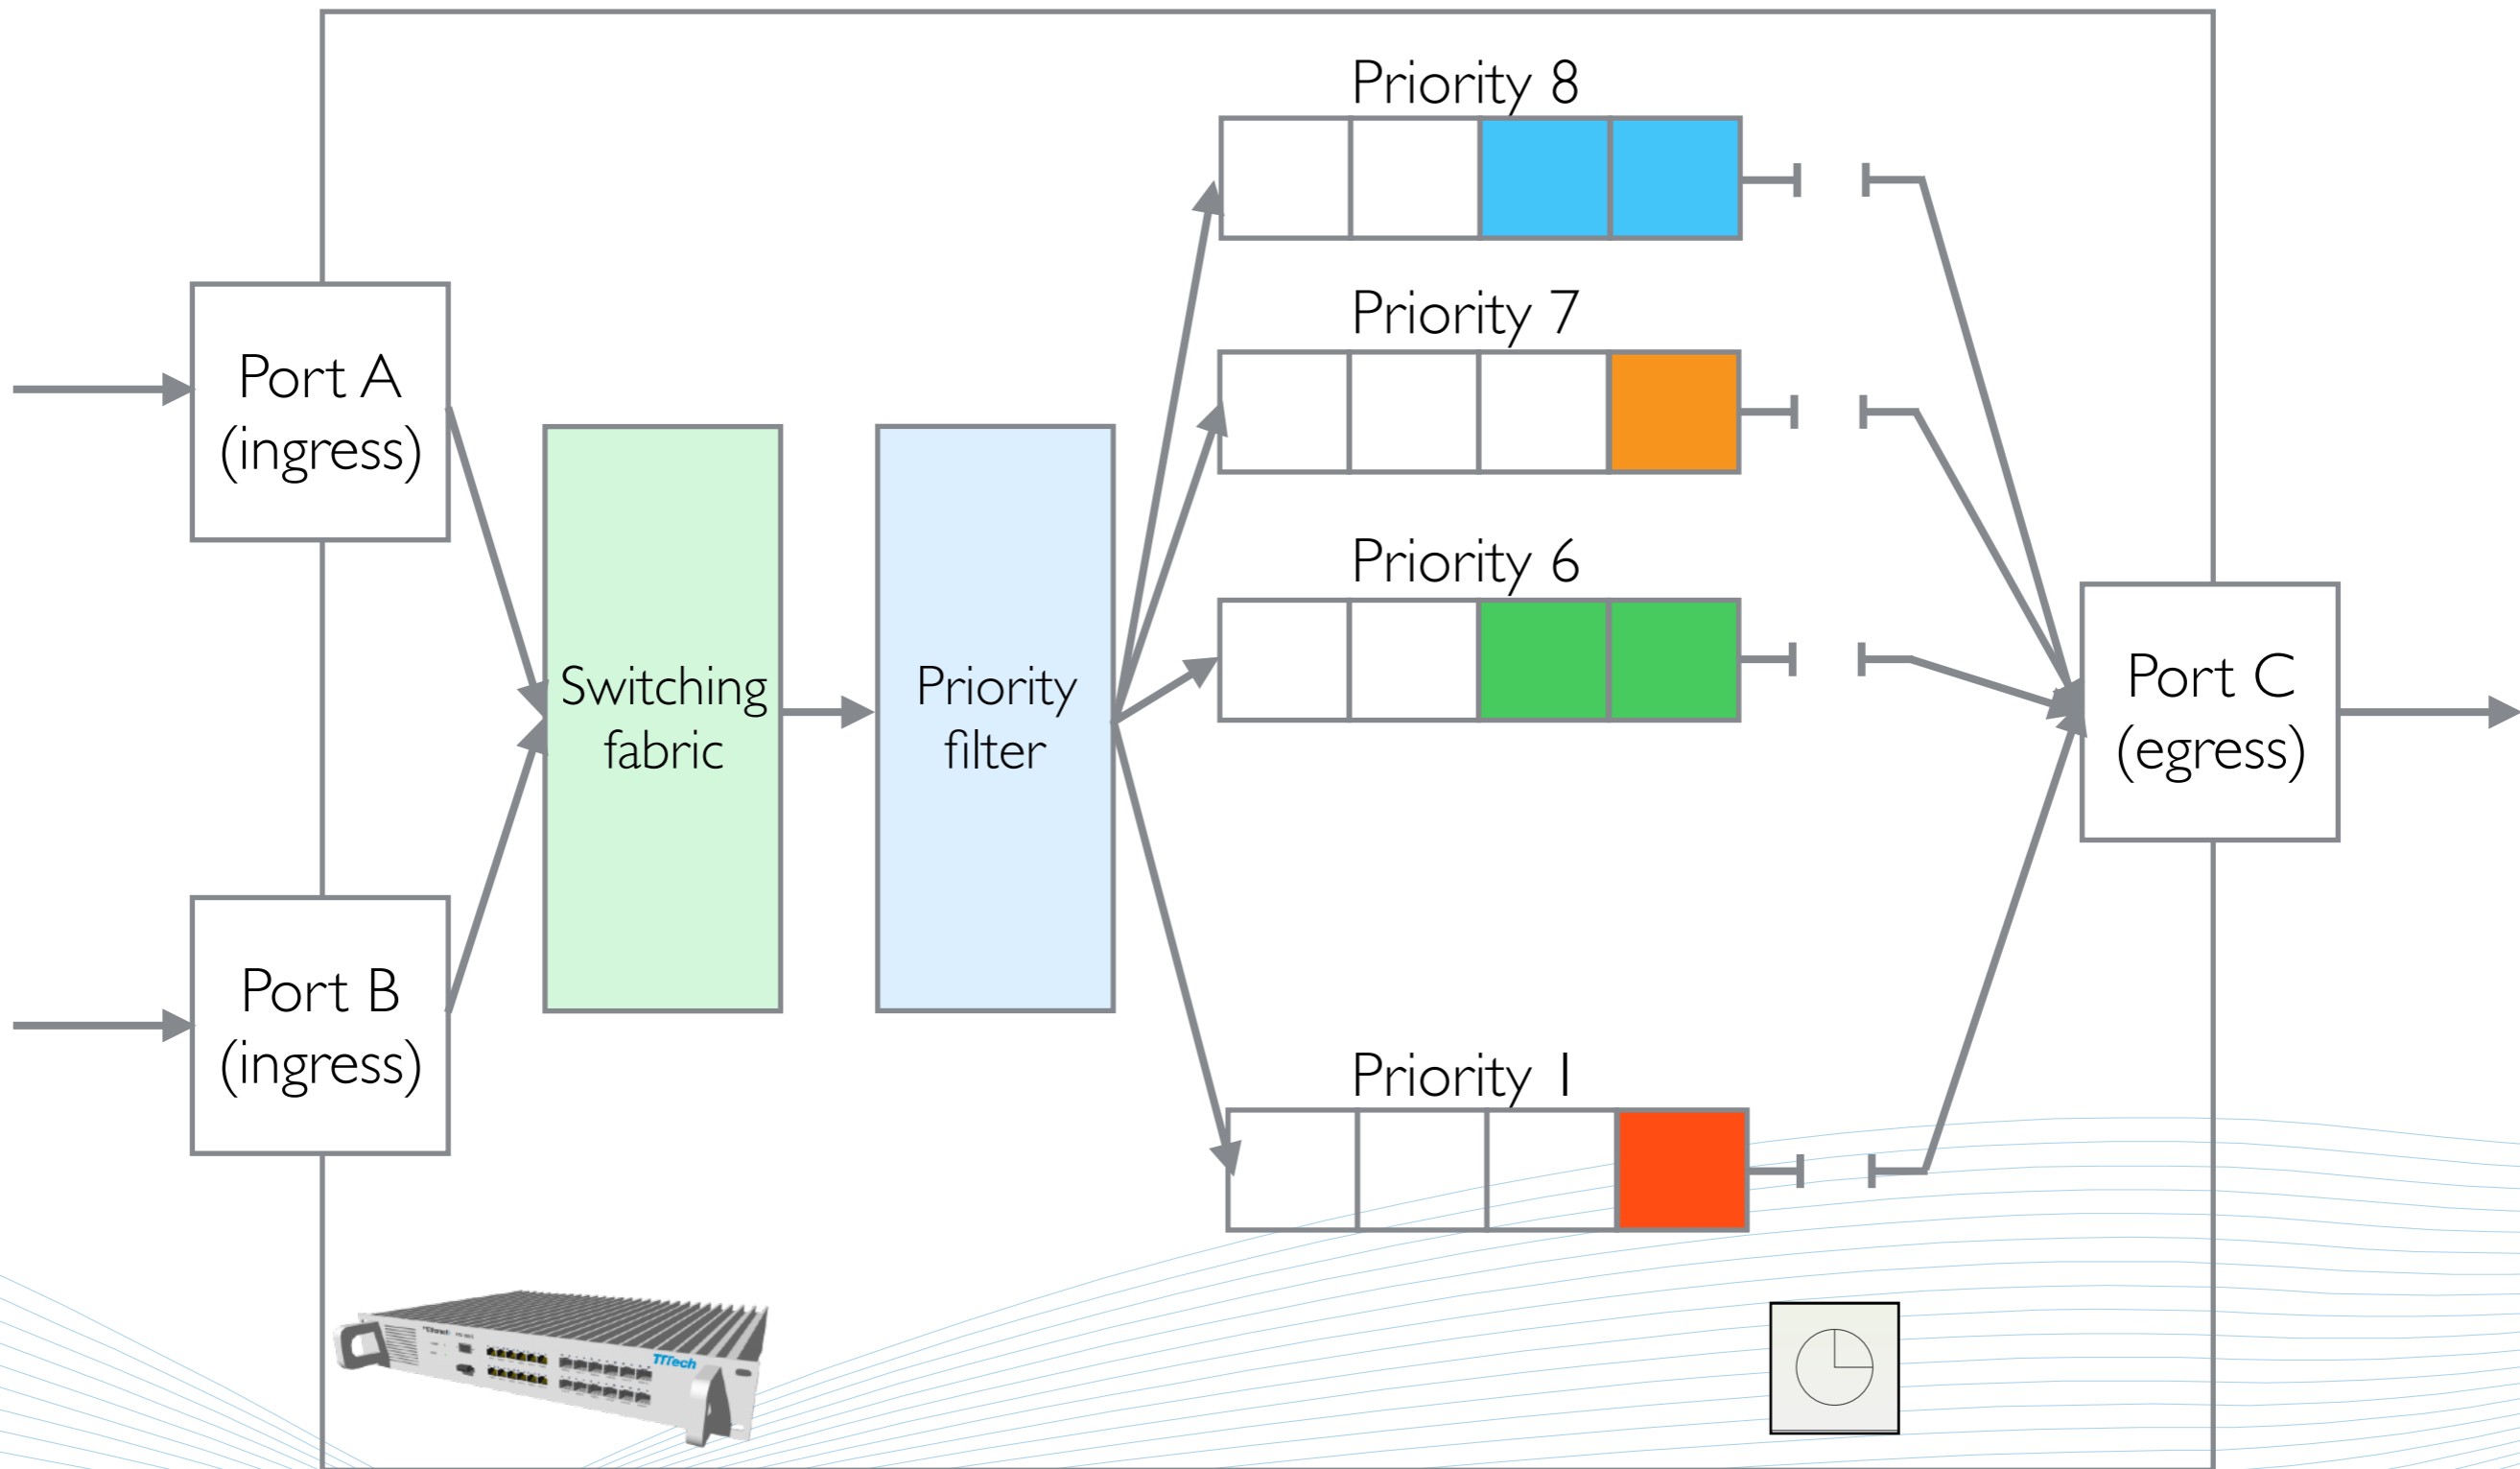 Priority 8
Priority 7
Port A
(ingress)
Priority 6
Switching
fabric
Priority
filter
Port C
(egress)
Port B
(ingress)
Priority 1
TTTech